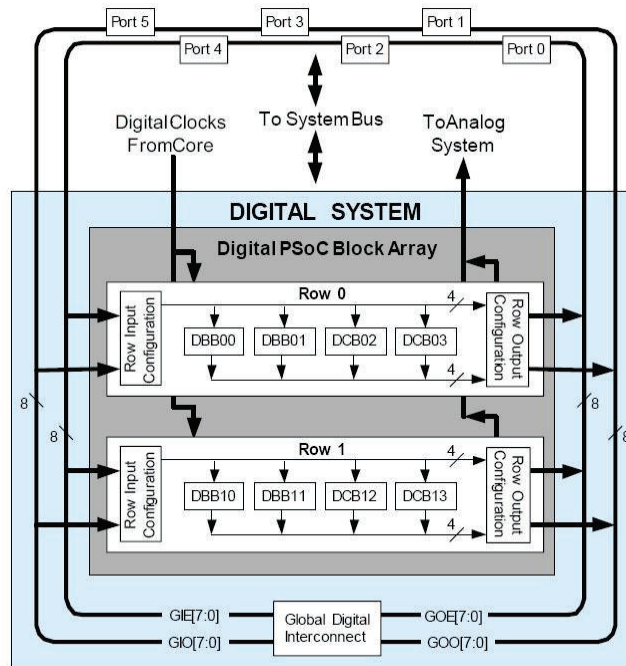 Port 5
Port 3
Port 1
Port 4
Port 2
Port 0
Digital Clocks
From Core
To System Bus
To Analog
System
DIGITAL SYSTEM
Digital PSoC Block Array
Row Input
Configuration
Row 0
4
DBB00
DBB01
DCB02
DCB03
4
Row Output
Configuration
8
8
8
8
Row Input
Configuration
Row 1
4
DBB10
DBB11
DCB12
DCB13
4
Row Output
Configuration
GIE[7:0]
GIO[7:0]
Global Digital
Interconnect
GOE[7:0]
GOO[7:0]